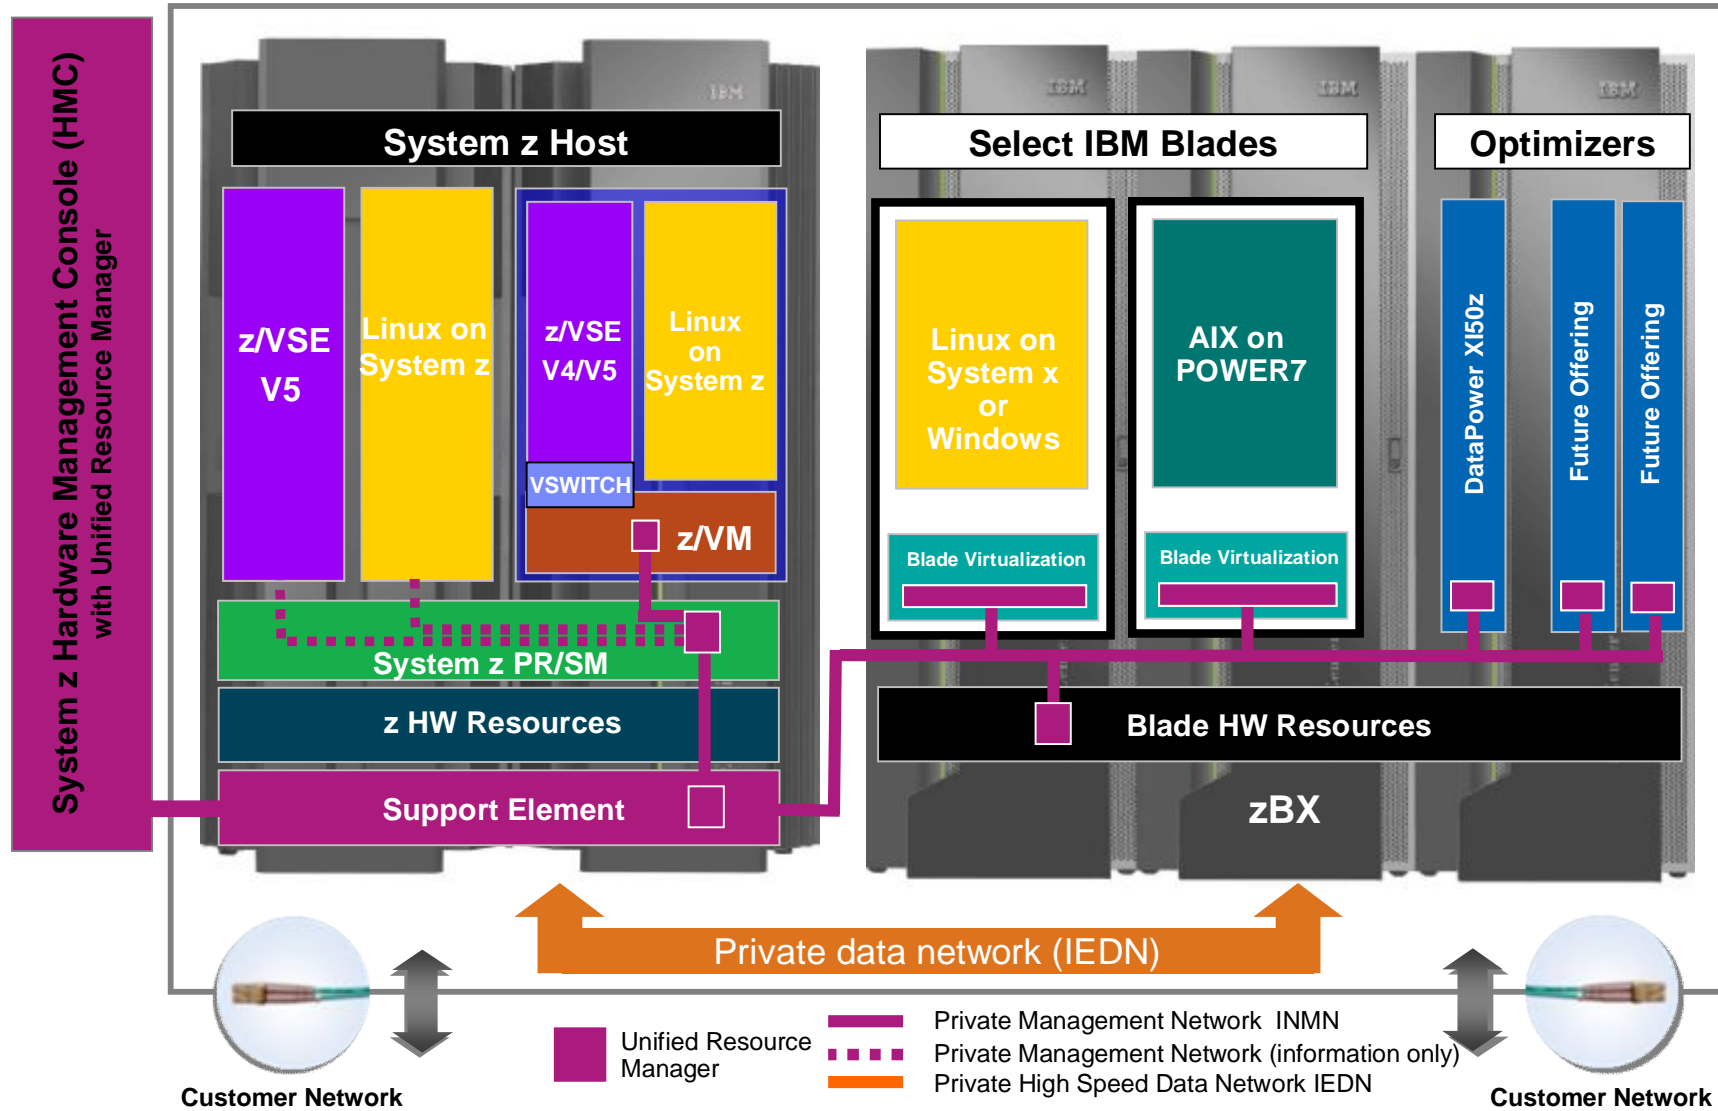 System z Hardware Management Console (HMC)
with Unified Resource Manager
IBM
IBM
IBM
IBM
System z Host
Select IBM Blades
Optimizers
z/VSE
V5
Linux on
System z
z/VSE
V4/V5
Linux
on
System z
VSWITCH
z/VM
Linux on
System x
or
Windows
AIX on
POWER7
DataPower XI50z
Future Offering
Future Offering
Blade Virtualization
Blade Virtualization
System z PR/SM
z HW Resources
Blade HW Resources
Support Element
zBX
Private data network (IEDN)
Unified Resource
Manager
Private Management Network INMN
Private Management Network (information only)
Private High Speed Data Network IEDN
Customer Network
Customer Network